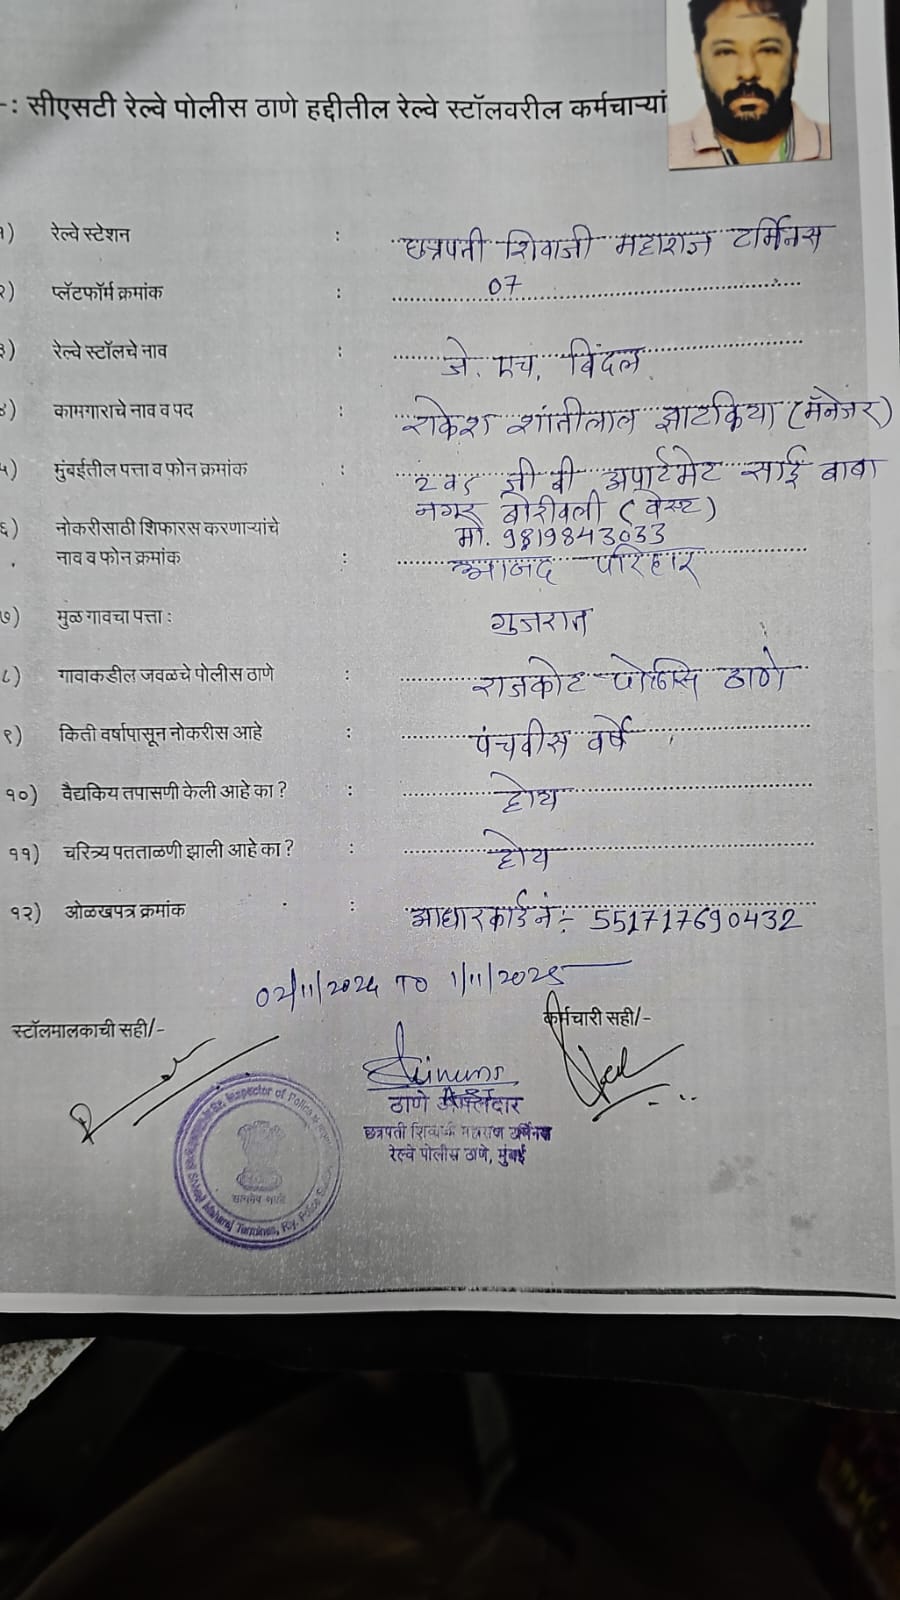 -: सीएसटी रेल्वे पोलीस ठाणे हद्दीतील रेल्वे स्टॉलवरील कर्मचाऱ्यां
१) रेल्वे स्टेशन : छत्रपती शिवाजी महाराज टर्मिनस
२) प्लॅटफॉर्म क्रमांक : 07
३) रेल्वे स्टॉलचे नाव : जे. एच. बिंदल
४) कामगाराचे नाव व पद : राकेश शांतीलाल झाटकिया (मॅनेजर)
५) मुंबईतील पत्ता व फोन क्रमांक : जी बी अपार्टमेंट साई बाबा
नगर बोरीवली (वेस्ट)
६) नोकरीसाठी शिफारस करणाऱ्यांचे मो. 9819843033
नाव व फोन क्रमांक : आनंद परिहार
७) मुळ गावचा पत्ता : गुजरात
८) गावाकडील जवळचे पोलीस ठाणे : राजकोट पोलिस ठाणे
९) किती वर्षापासून नोकरीस आहे : पंचवीस वर्षे
१०) वैद्यकिय तपासणी केली आहे का ? : होय
११) चरित्र्य पतताळणी झाली आहे का ? : होय
१२) ओळखपत्र क्रमांक : आधारकार्ड नं :- 551717690432
02/11/2024 TO 1/11/2025
स्टॉलमालकाची सही/- कर्मचारी सही/-
ठाणे अंमलदार
छत्रपती शिवाजी महाराज टर्मिनस
रेल्वे पोलीस ठाणे, मुंबई
Inspector of Police
Shivaji Maharaj Terminus, Rly. Police
सत्यमेव जयते